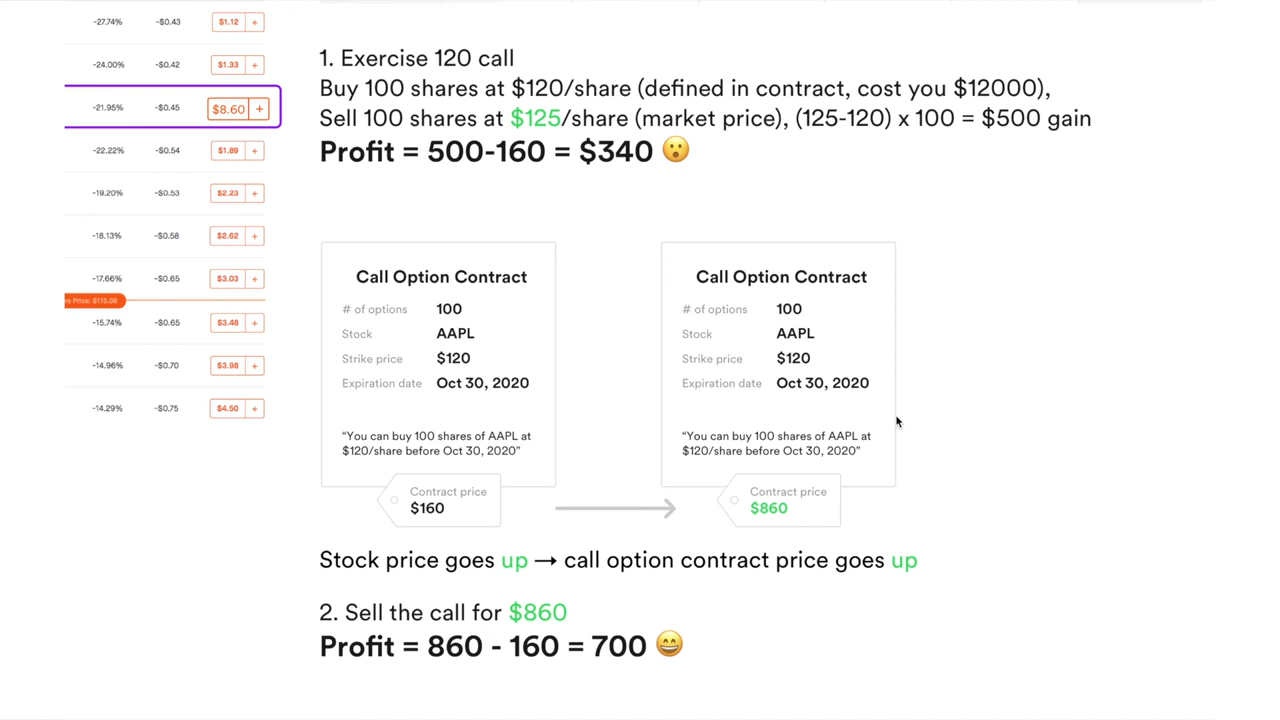 -27.74% -$0.43 $1.12 +
-24.00% -$0.42 $1.33 +
-21.95% -$0.45 $8.60 +
-22.22% -$0.54 $1.89 +
-19.20% -$0.53 $2.23 +
-18.13% -$0.58 $2.62 +
-17.66% -$0.65 $3.03 +
re Price: $115.06
-15.74% -$0.65 $3.48 +
-14.96% -$0.70 $3.98 +
-14.29% -$0.75 $4.50 +
1. Exercise 120 call
Buy 100 shares at $120/share (defined in contract, cost you $12000),
Sell 100 shares at $125/share (market price), (125-120) x 100 = $500 gain
Profit = 500-160 = $340 😮
Call Option Contract
# of options 100
Stock AAPL
Strike price $120
Expiration date Oct 30, 2020
“You can buy 100 shares of AAPL at
$120/share before Oct 30, 2020”
Contract price
$160
Call Option Contract
# of options 100
Stock AAPL
Strike price $120
Expiration date Oct 30, 2020
“You can buy 100 shares of AAPL at
$120/share before Oct 30, 2020”
Contract price
$860
Stock price goes up → call option contract price goes up
2. Sell the call for $860
Profit = 860 - 160 = 700 😄